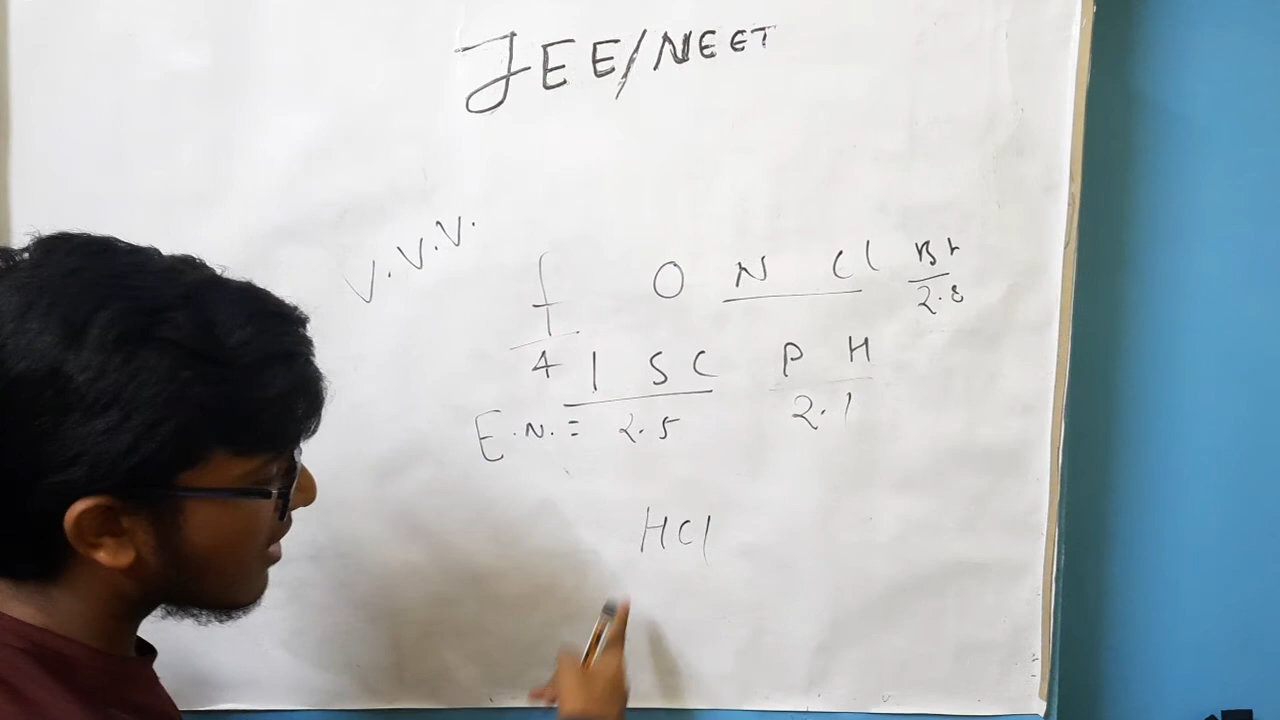 JEE/NEET
V.V.V.
F O N Cl Br
4 2.8
I S C P H
E.N. = 2.5 2.1
HCl